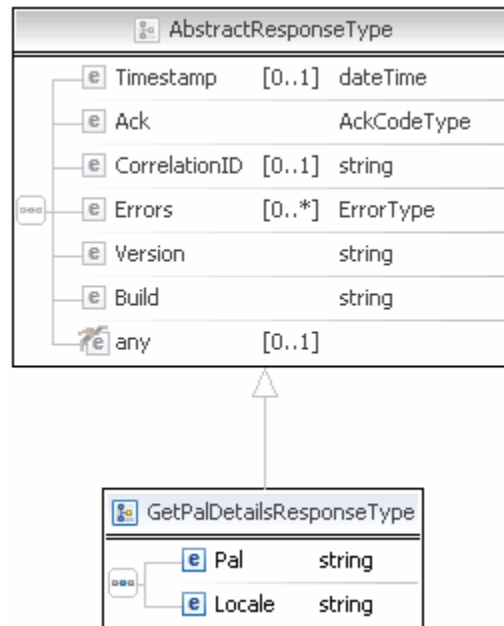 AbstractResponseType
e Timestamp [0..1] dateTime
e Ack AckCodeType
e CorrelationID [0..1] string
e Errors [0..*] ErrorType
e Version string
e Build string
e any [0..1]
GetPalDetailsResponseType
e Pal string
e Locale string